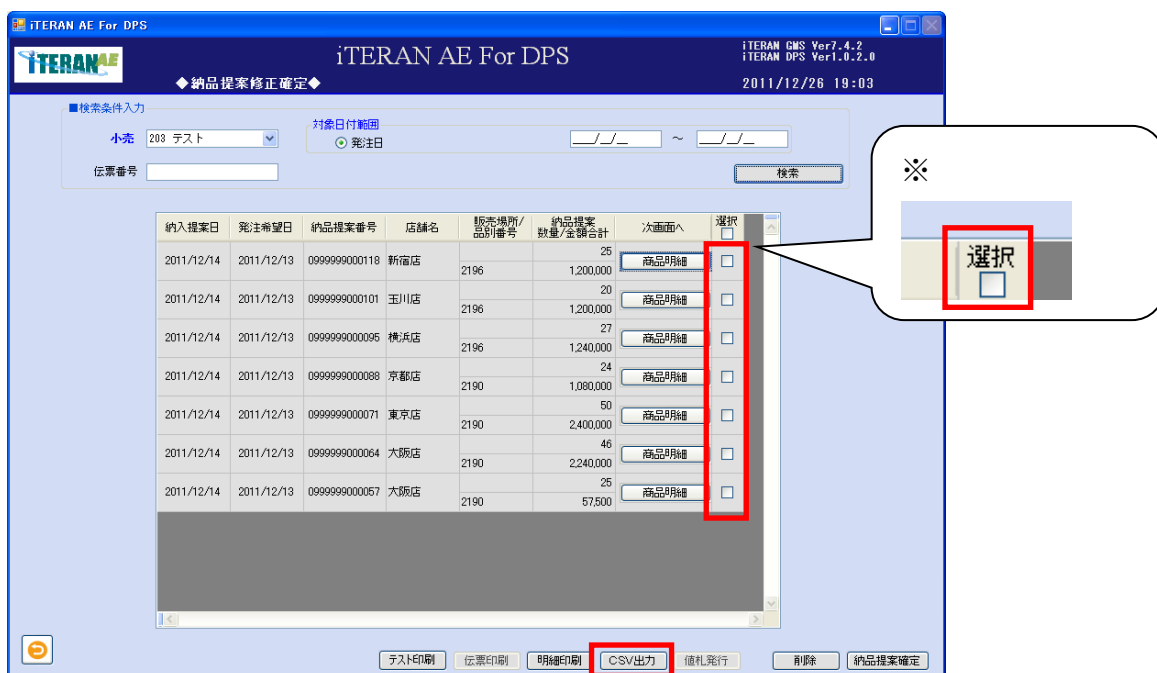 iTERAN AE For DPS
iTERANAE
iTERAN AE For DPS
iTERAN GMS Ver7.4.2
iTERAN DPS Ver1.0.2.0
◆納品提案修正確定◆
2011/12/26 19:03
■検索条件入力
小売 203 テスト
対象日付範囲
発注日 __/_/_ ~ __/_/_
伝票番号
検索
※
選択
納入提案日 発注希望日 納品提案番号 店舗名 販売場所/品別番号 納品提案数量/金額合計 次画面へ 選択
2011/12/14 2011/12/13 0999999000118 新宿店 2196 25 1,200,000 商品明細
2011/12/14 2011/12/13 0999999000101 玉川店 2196 20 1,200,000 商品明細
2011/12/14 2011/12/13 0999999000095 横浜店 2196 27 1,240,000 商品明細
2011/12/14 2011/12/13 0999999000088 京都店 2190 24 1,080,000 商品明細
2011/12/14 2011/12/13 0999999000071 東京店 2190 50 2,400,000 商品明細
2011/12/14 2011/12/13 0999999000064 大阪店 2190 46 2,240,000 商品明細
2011/12/14 2011/12/13 0999999000057 大阪店 2190 25 57,500 商品明細
テスト印刷 伝票印刷 明細印刷 CSV出力 値札発行 削除 納品提案確定